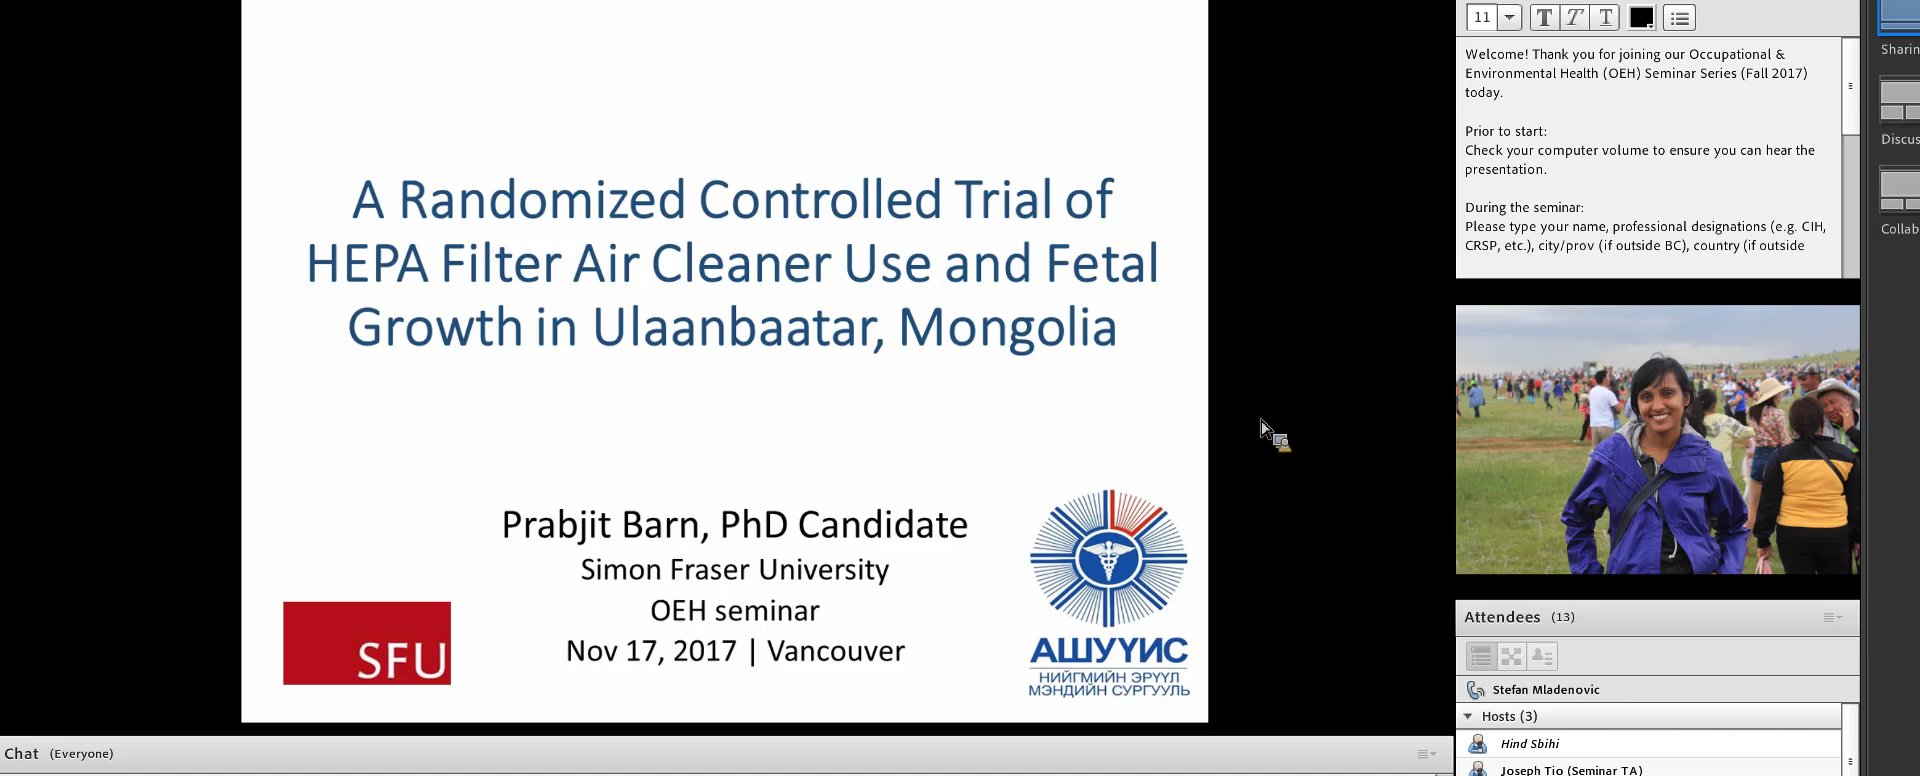 A Randomized Controlled Trial of
HEPA Filter Air Cleaner Use and Fetal
Growth in Ulaanbaatar, Mongolia
Prabjit Barn, PhD Candidate
Simon Fraser University
OEH seminar
Nov 17, 2017 | Vancouver
SFU
АШУҮИС
НИЙГМИЙН ЭРҮҮЛ
МЭНДИЙН СУРГУУЛЬ
Chat (Everyone)
11
T T T
Welcome! Thank you for joining our Occupational &
Environmental Health (OEH) Seminar Series (Fall 2017)
today.
Prior to start:
Check your computer volume to ensure you can hear the
presentation.
During the seminar:
Please type your name, professional designations (e.g. CIH,
CRSP, etc.), city/prov (if outside BC), country (if outside
Attendees (13)
Stefan Mladenovic
Hosts (3)
Hind Sbihi
Joseph Tio (Seminar TA)
Sharin
Discus
Collab